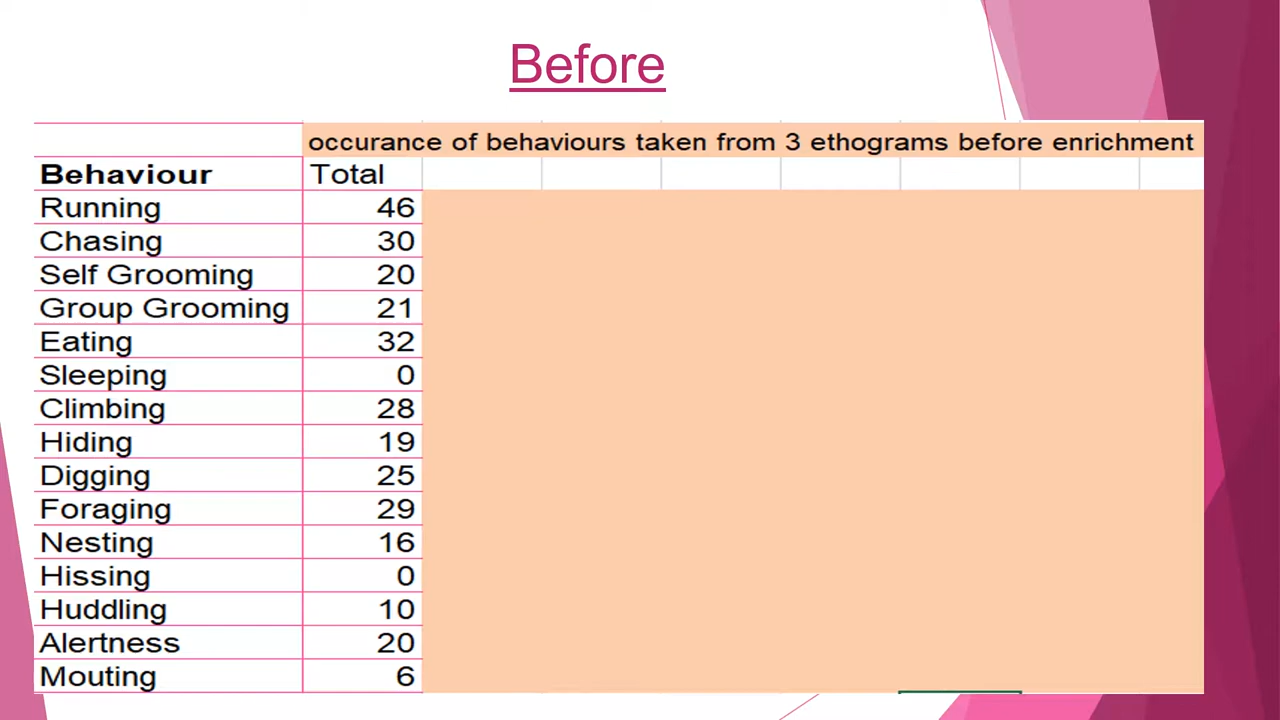 Before
occurance of behaviours taken from 3 ethograms before enrichment
Behaviour Total
Running 46
Chasing 30
Self Grooming 20
Group Grooming 21
Eating 32
Sleeping 0
Climbing 28
Hiding 19
Digging 25
Foraging 29
Nesting 16
Hissing 0
Huddling 10
Alertness 20
Mouting 6